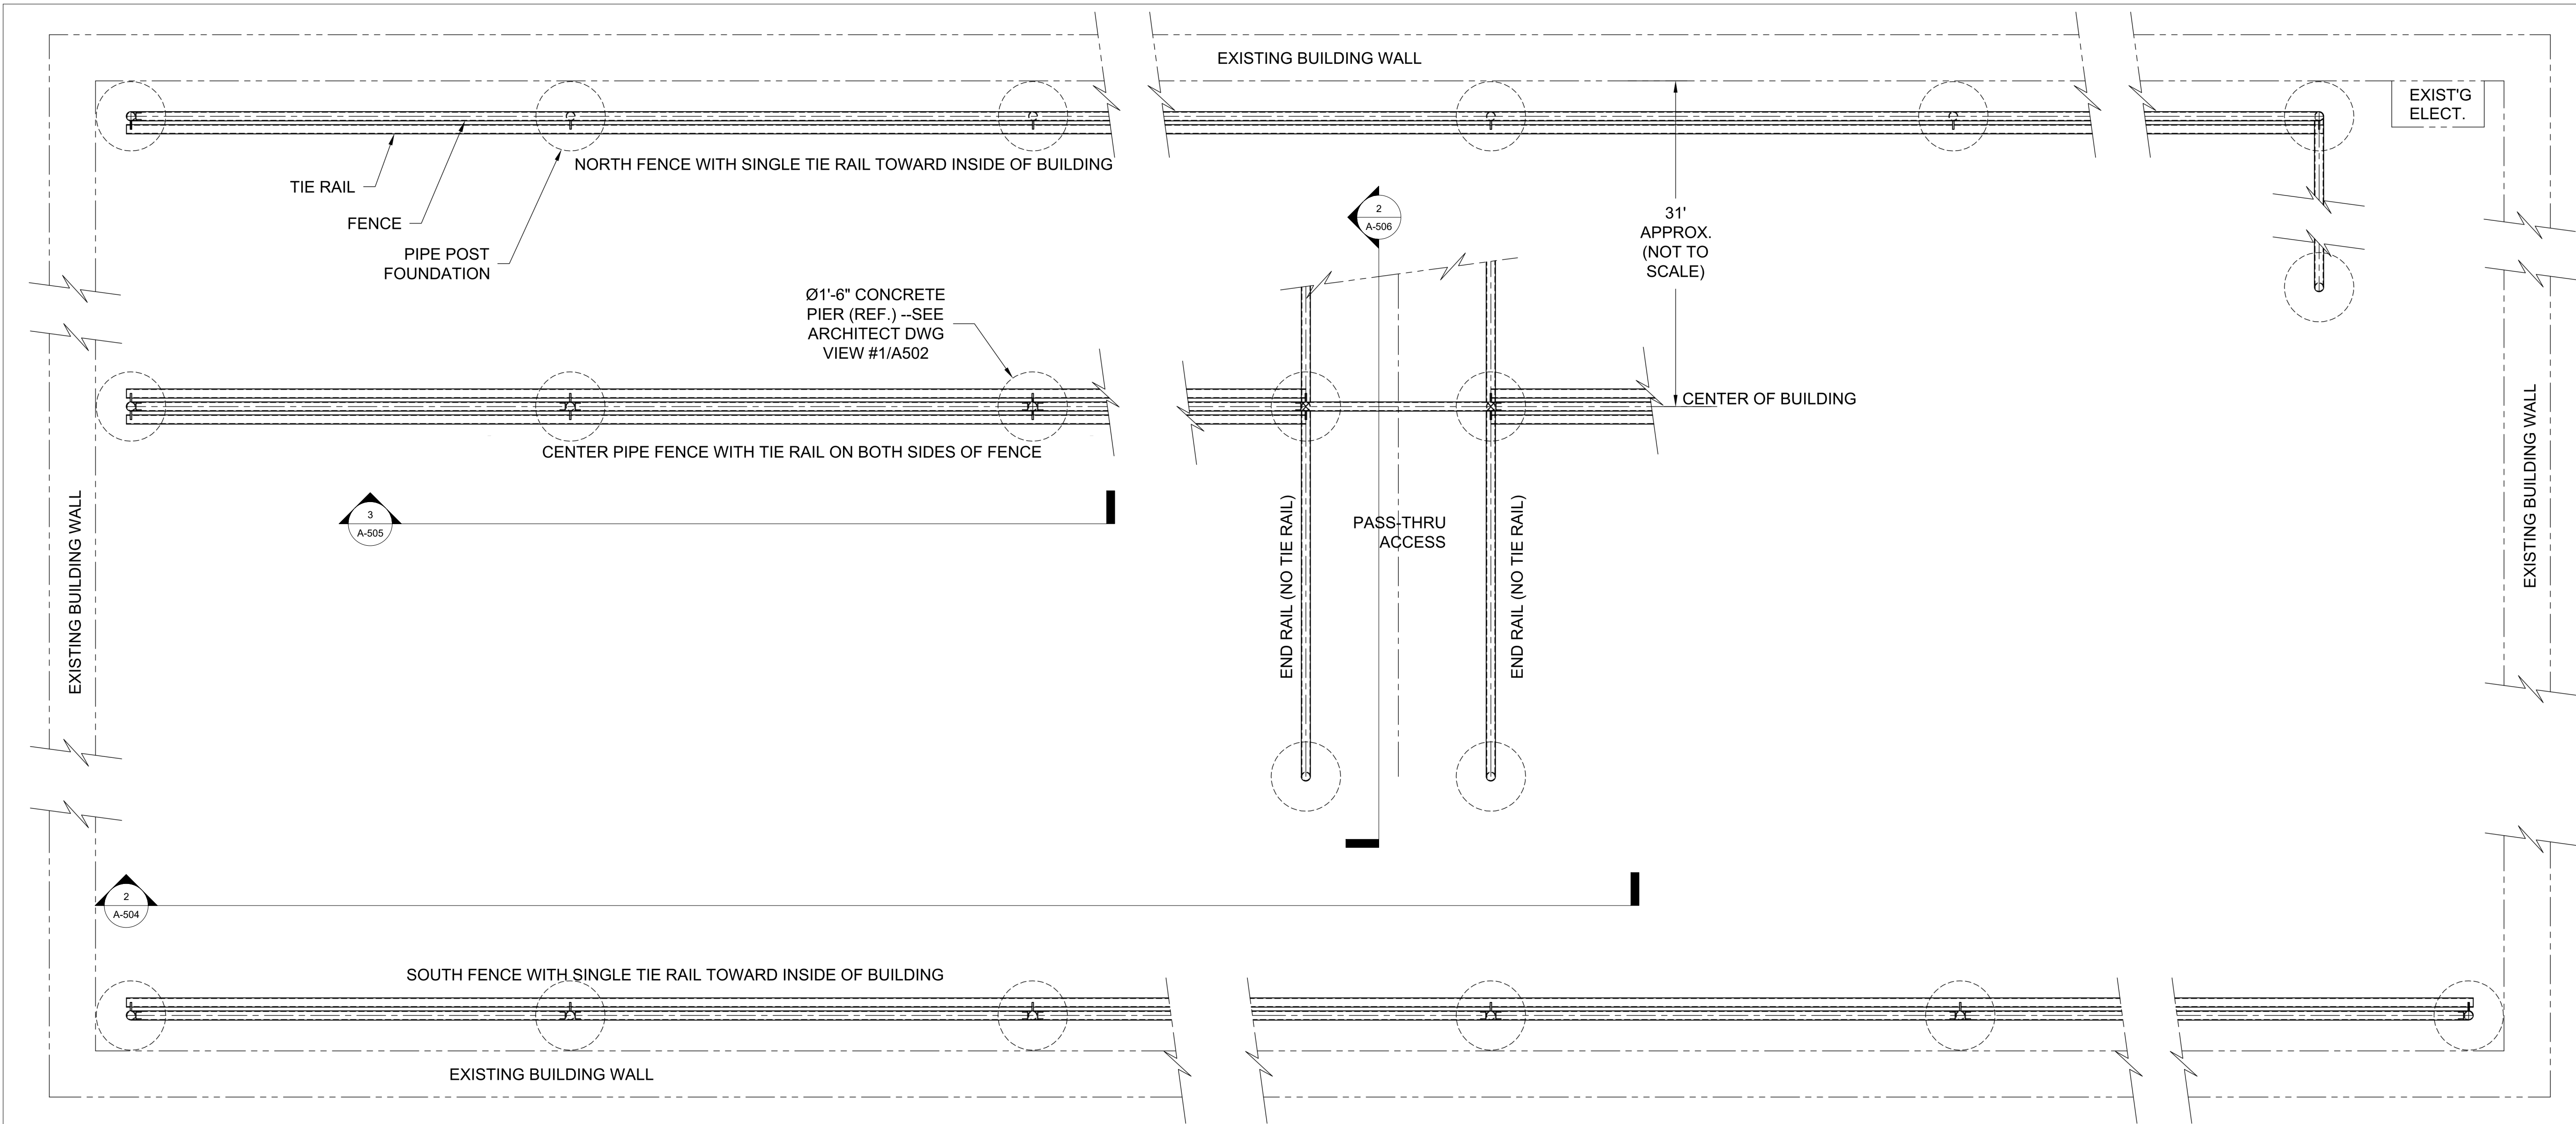 EXISTING BUILDING WALL
EXIST'G
ELECT.
NORTH FENCE WITH SINGLE TIE RAIL TOWARD INSIDE OF BUILDING
TIE RAIL
FENCE
PIPE POST
FOUNDATION
2
A-506
31'
APPROX.
(NOT TO
SCALE)
Ø1'-6" CONCRETE
PIER (REF.) --SEE
ARCHITECT DWG
VIEW #1/A502
CENTER OF BUILDING
CENTER PIPE FENCE WITH TIE RAIL ON BOTH SIDES OF FENCE
EXISTING BUILDING WALL
3
A-505
END RAIL (NO TIE RAIL)
PASS-THRU
ACCESS
END RAIL (NO TIE RAIL)
EXISTING BUILDING WALL
2
A-504
SOUTH FENCE WITH SINGLE TIE RAIL TOWARD INSIDE OF BUILDING
EXISTING BUILDING WALL